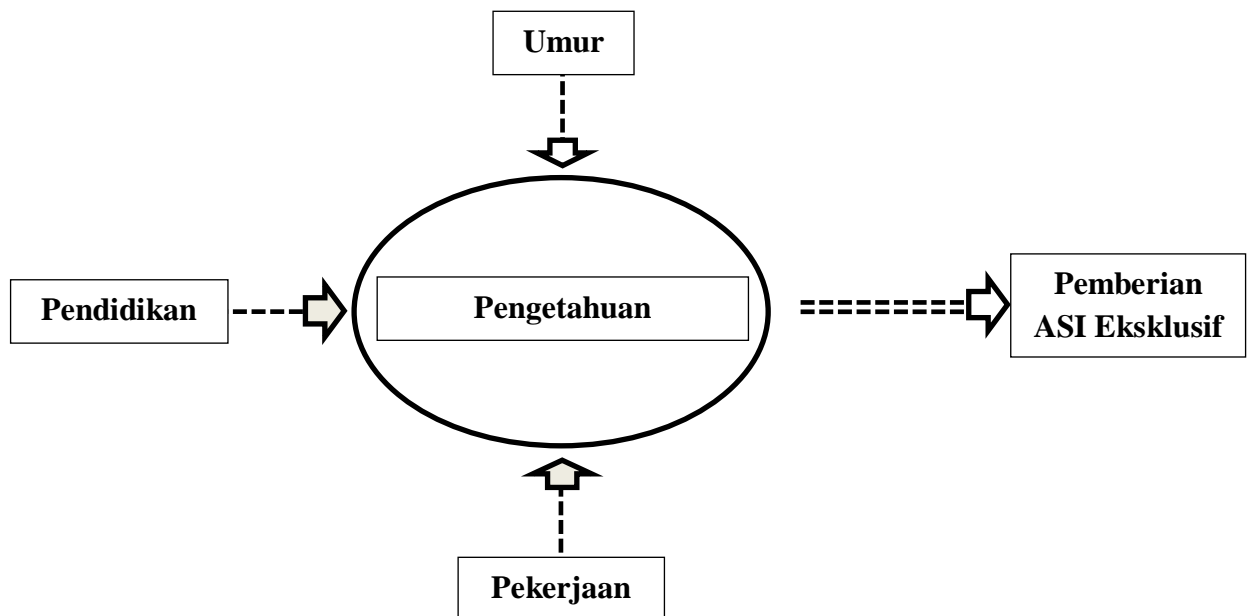 Umur
Pendidikan
Pengetahuan
Pemberian
ASI Eksklusif
Pekerjaan